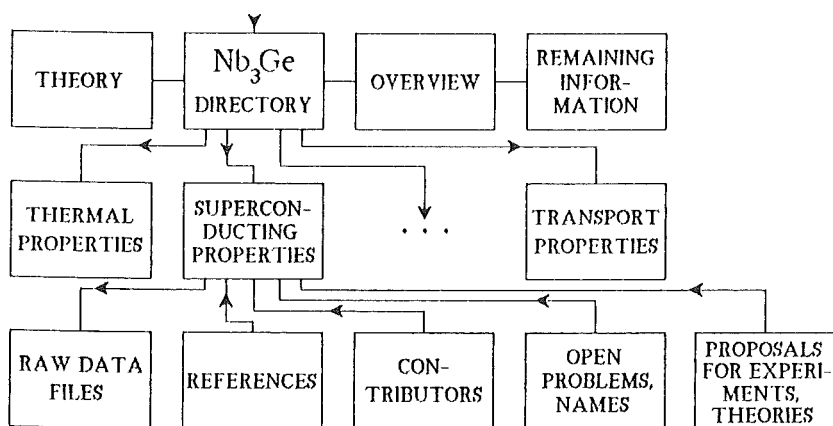 THEORY
Nb₃Ge
DIRECTORY
OVERVIEW
REMAINING
INFOR-
MATION
THERMAL
PROPERTIES
SUPERCON-
DUCTING
PROPERTIES
. . .
TRANSPORT
PROPERTIES
RAW DATA
FILES
REFERENCES
CON-
TRIBUTORS
OPEN
PROBLEMS,
NAMES
PROPOSALS
FOR EXPERI-
MENTS,
THEORIES